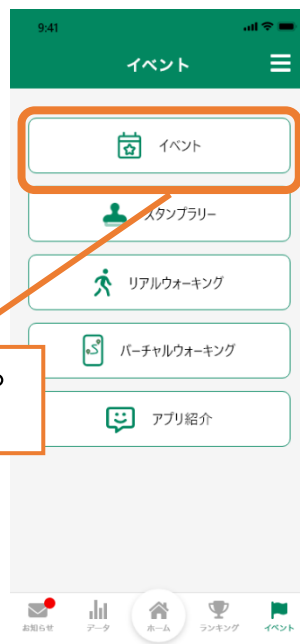 9:41
イベント
イベント
スタンプラリー
リアルウォーキング
バーチャルウォーキング
アプリ紹介
お知らせ
データ
ホーム
ランキング
イベント